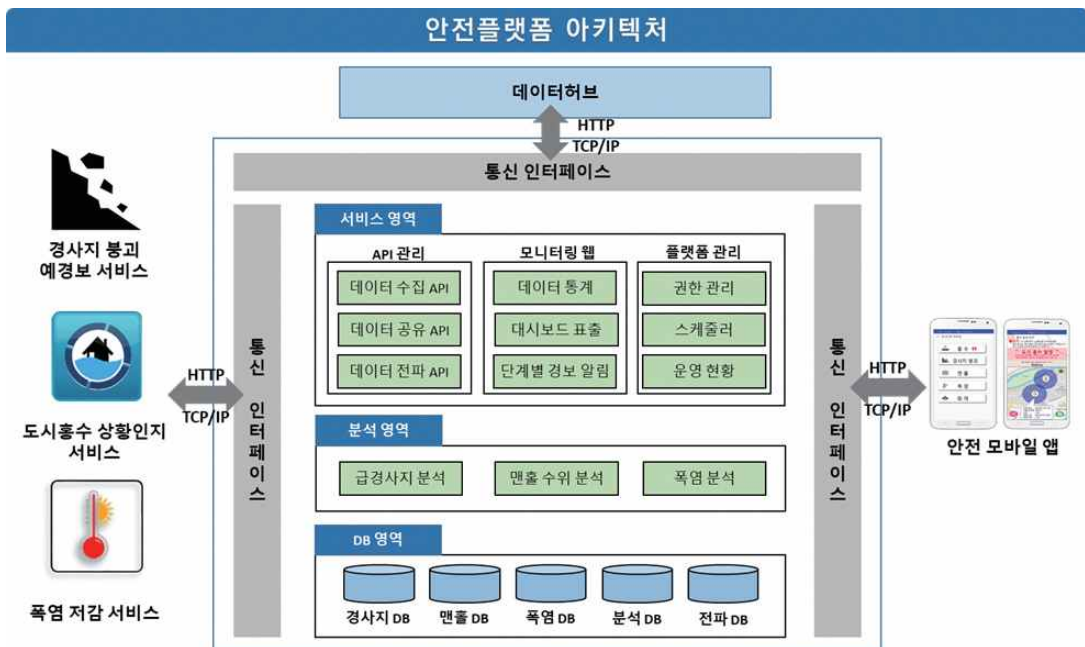 안전플랫폼 아키텍처
데이터허브
HTTP
TCP/IP
통신 인터페이스
경사지 붕괴
예경보 서비스
도시홍수 상황인지
서비스
폭염 저감 서비스
HTTP
TCP/IP
통신 인터페이스
서비스 영역
API 관리
데이터 수집 API
데이터 공유 API
데이터 전파 API
모니터링 웹
데이터 통계
대시보드 표출
단계별 경보 알림
플랫폼 관리
권한 관리
스케줄러
운영 현황
분석 영역
급경사지 분석
맨홀 수위 분석
폭염 분석
DB 영역
경사지 DB
맨홀 DB
폭염 DB
분석 DB
전파 DB
통신 인터페이스
HTTP
TCP/IP
안전 모바일 앱